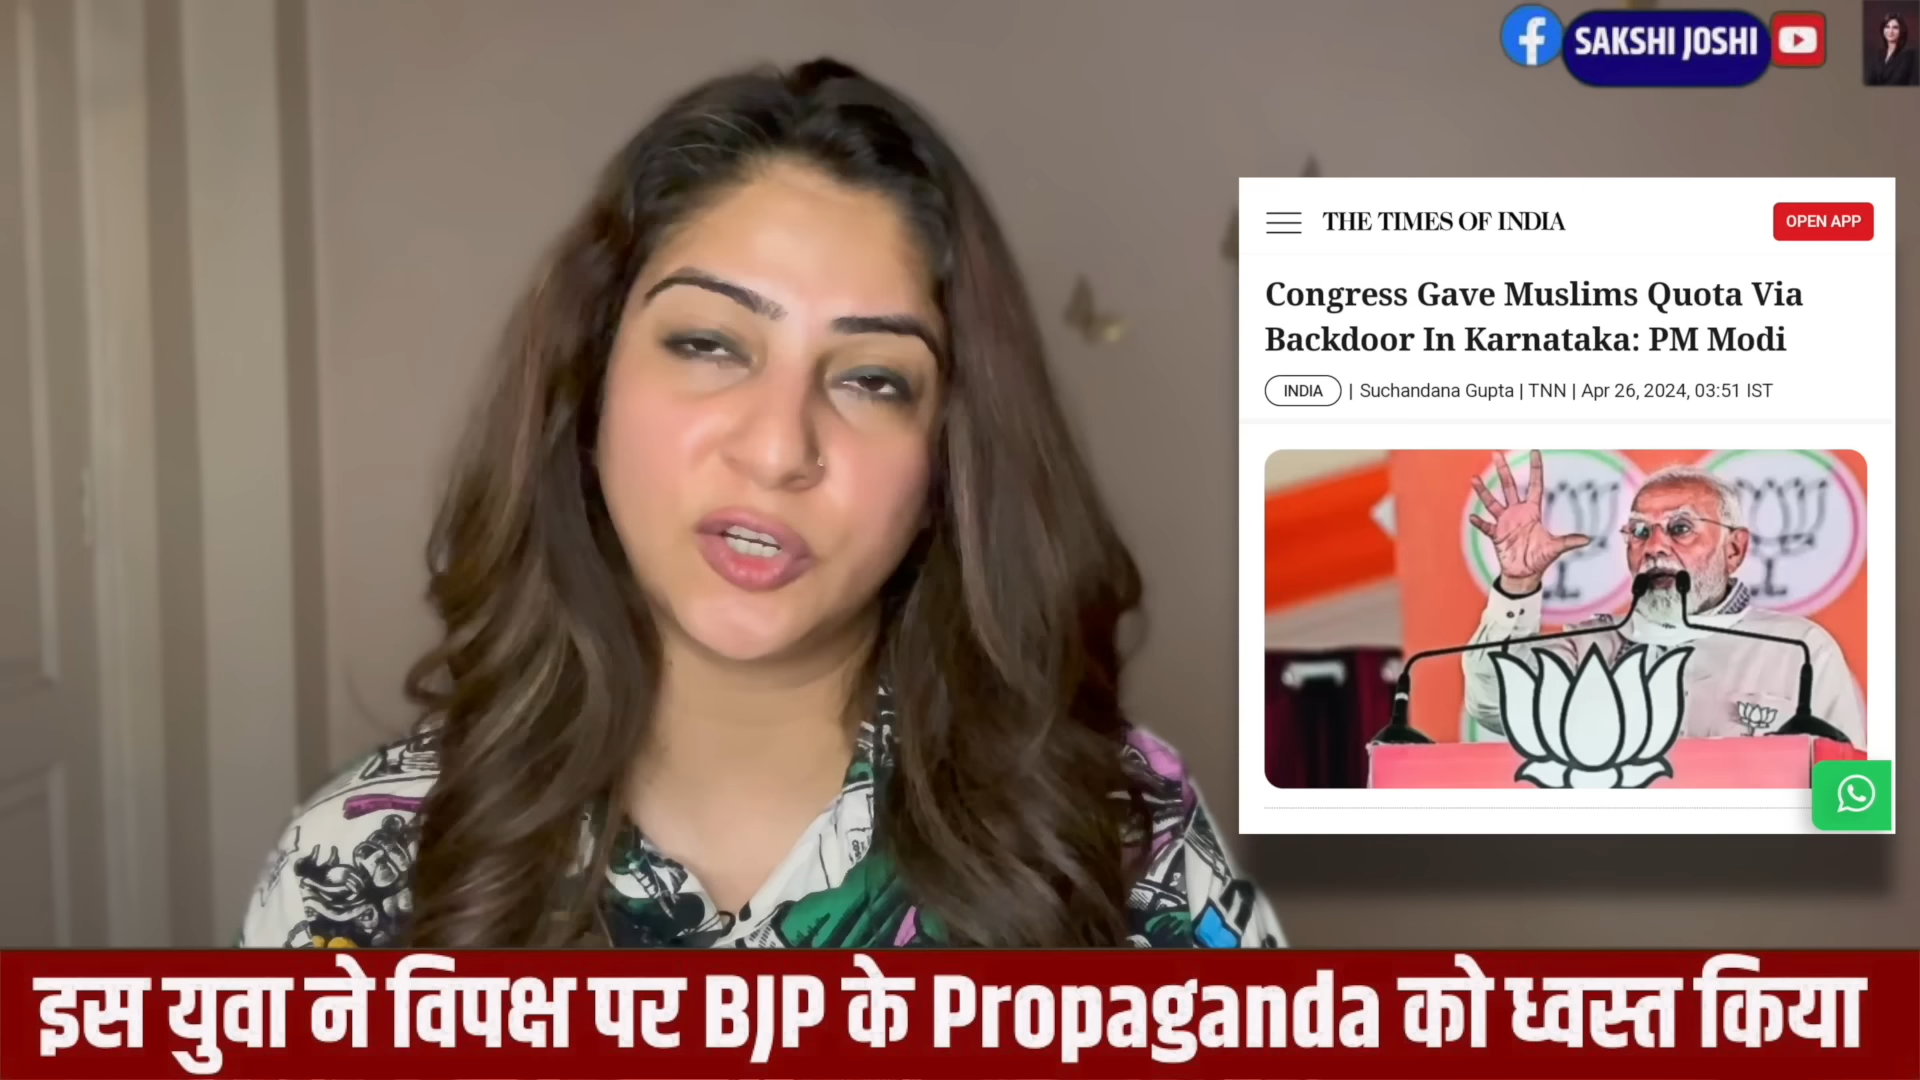 SAKSHI JOSHI
THE TIMES OF INDIA
OPEN APP
Congress Gave Muslims Quota Via
Backdoor In Karnataka: PM Modi
INDIA | Suchandana Gupta | TNN | Apr 26, 2024, 03:51 IST
इस युवा ने विपक्ष पर BJP के Propaganda को ध्वस्त किया